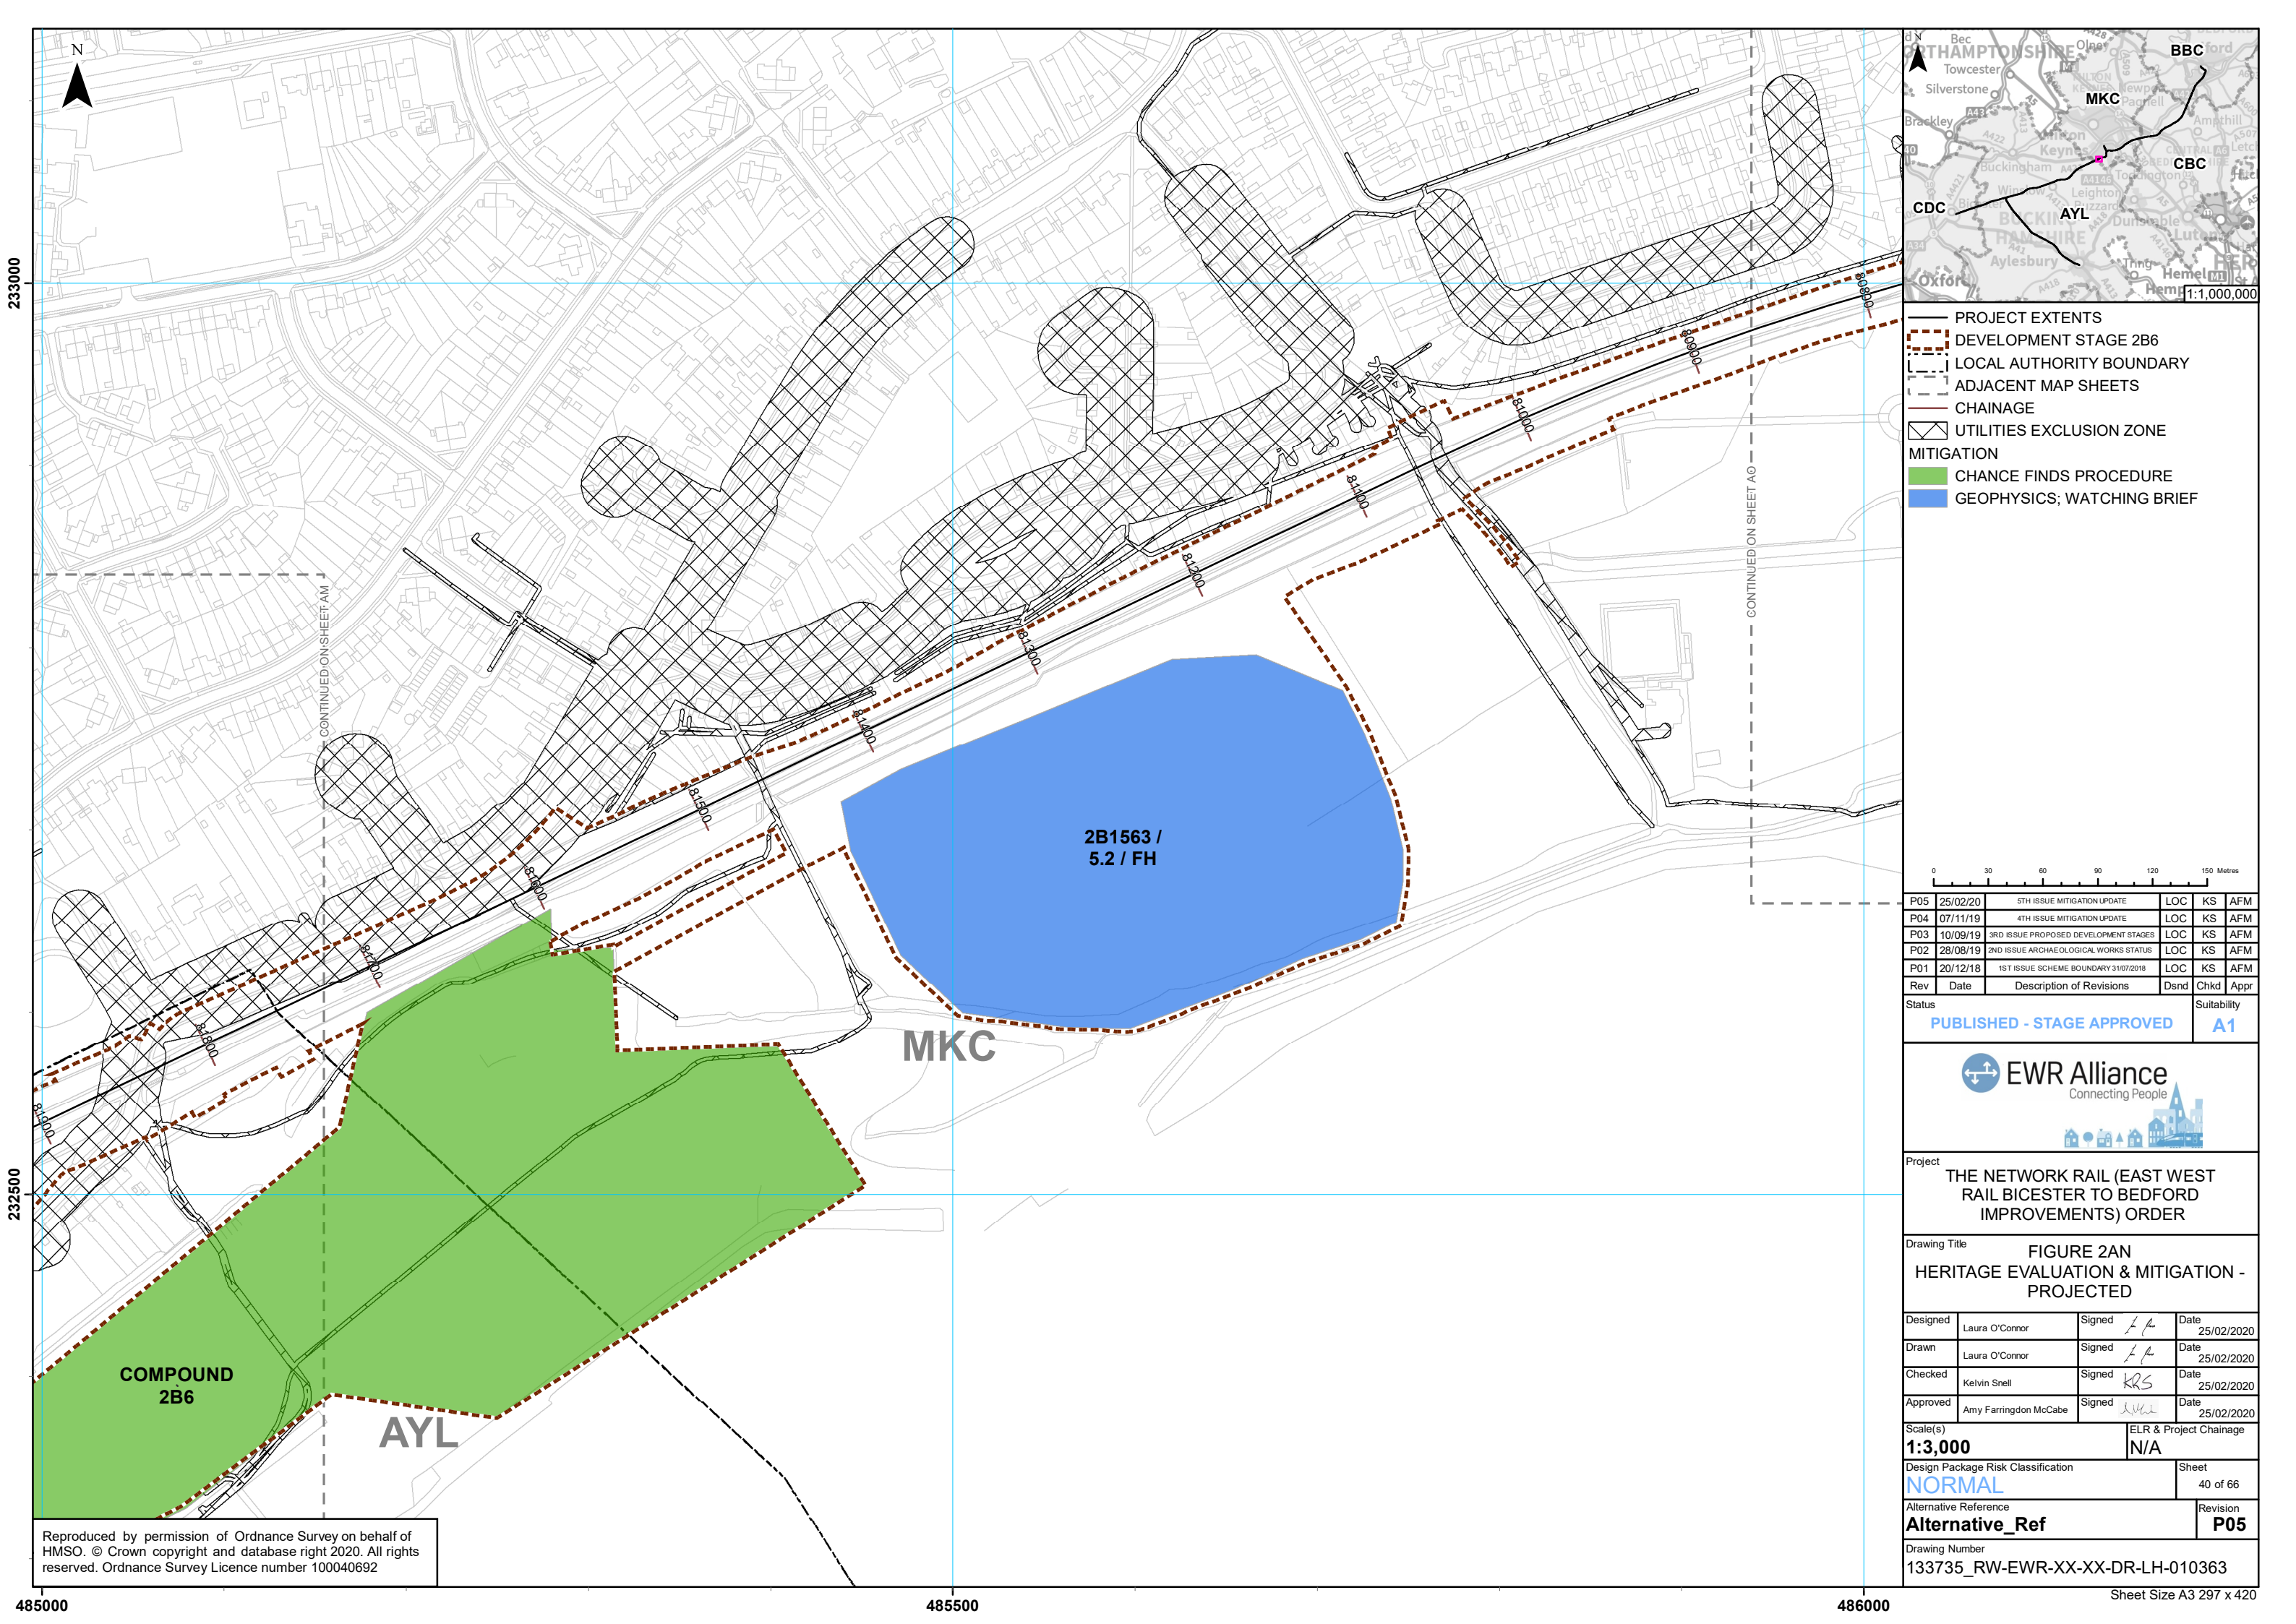 N
233000
232500
485000
485500
486000
CONTINUED ON SHEET AM
CONTINUED ON SHEET AO
80800
80900
81000
81100
81200
81300
81400
81500
81600
81700
81800
81900
2B1563 /
5.2 / FH
MKC
AYL
COMPOUND
2B6
Reproduced by permission of Ordnance Survey on behalf of
HMSO. © Crown copyright and database right 2020. All rights
reserved. Ordnance Survey Licence number 100040692
N
BBC
MKC
CBC
CDC
AYL
Towcester
Silverstone
Brackley
Buckingham
Aylesbury
Ampthill
Leighton
Buzzard
Dunstable
Tring
Oxford
1:1,000,000
PROJECT EXTENTS
DEVELOPMENT STAGE 2B6
LOCAL AUTHORITY BOUNDARY
ADJACENT MAP SHEETS
CHAINAGE
UTILITIES EXCLUSION ZONE
MITIGATION
CHANCE FINDS PROCEDURE
GEOPHYSICS; WATCHING BRIEF
0 30 60 90 120 150 Metres
P05 25/02/20 5TH ISSUE MITIGATION UPDATE LOC KS AFM
P04 07/11/19 4TH ISSUE MITIGATION UPDATE LOC KS AFM
P03 10/09/19 3RD ISSUE PROPOSED DEVELOPMENT STAGES LOC KS AFM
P02 28/08/19 2ND ISSUE ARCHAEOLOGICAL WORKS STATUS LOC KS AFM
P01 20/12/18 1ST ISSUE SCHEME BOUNDARY 31/07/2018 LOC KS AFM
Rev Date Description of Revisions Dsnd Chkd Appr
Status Suitability
PUBLISHED - STAGE APPROVED A1
EWR Alliance
Connecting People
Project
THE NETWORK RAIL (EAST WEST
RAIL BICESTER TO BEDFORD
IMPROVEMENTS) ORDER
Drawing Title
FIGURE 2AN
HERITAGE EVALUATION & MITIGATION -
PROJECTED
Designed Laura O'Connor Signed Date 25/02/2020
Drawn Laura O'Connor Signed Date 25/02/2020
Checked Kelvin Snell Signed KRS Date 25/02/2020
Approved Amy Farringdon McCabe Signed Date 25/02/2020
Scale(s) ELR & Project Chainage
1:3,000 N/A
Design Package Risk Classification Sheet
NORMAL 40 of 66
Alternative Reference Revision
Alternative_Ref P05
Drawing Number
133735_RW-EWR-XX-XX-DR-LH-010363
Sheet Size A3 297 x 420